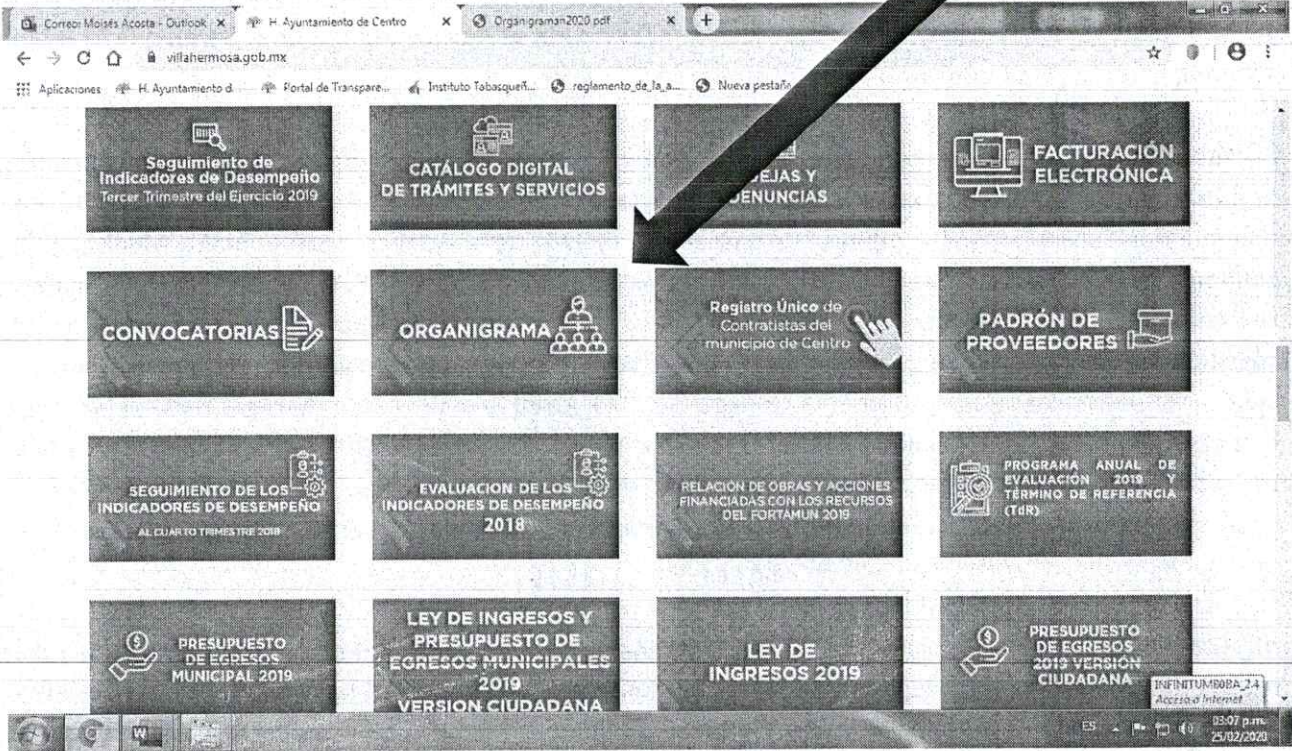 Correo: Moisés Acosta - Outlook
H. Ayuntamiento de Centro
Organigraman2020.pdf
villahermosa.gob.mx
Aplicaciones
H. Ayuntamiento d...
Portal de Transpare...
Instituto Tabasqueñ...
reglamento_de_la_a...
Nueva pestaña
Seguimiento de
Indicadores de Desempeño
Tercer Trimestre del Ejercicio 2019
CATÁLOGO DIGITAL
DE TRÁMITES Y SERVICIOS
EJAS Y
DENUNCIAS
FACTURACIÓN
ELECTRÓNICA
CONVOCATORIAS
ORGANIGRAMA
Registro Único de
Contratistas del
municipio de Centro
PADRÓN DE
PROVEEDORES
SEGUIMIENTO DE LOS
INDICADORES DE DESEMPEÑO
AL CUARTO TRIMESTRE 2018
EVALUACION DE LOS
INDICADORES DE DESEMPEÑO
2018
RELACIÓN DE OBRAS Y ACCIONES
FINANCIADAS CON LOS RECURSOS
DEL FORTAMUN 2019
PROGRAMA ANUAL DE
EVALUACIÓN 2019 Y
TÉRMINO DE REFERENCIA
(TdR)
PRESUPUESTO
DE EGRESOS
MUNICIPAL 2019
LEY DE INGRESOS Y
PRESUPUESTO DE
EGRESOS MUNICIPALES
2019
VERSION CIUDADANA
LEY DE
INGRESOS 2019
PRESUPUESTO
DE EGRESOS
2019 VERSIÓN
CIUDADANA
Acceso a Internet
ES
03:07 p.m.
25/02/2020